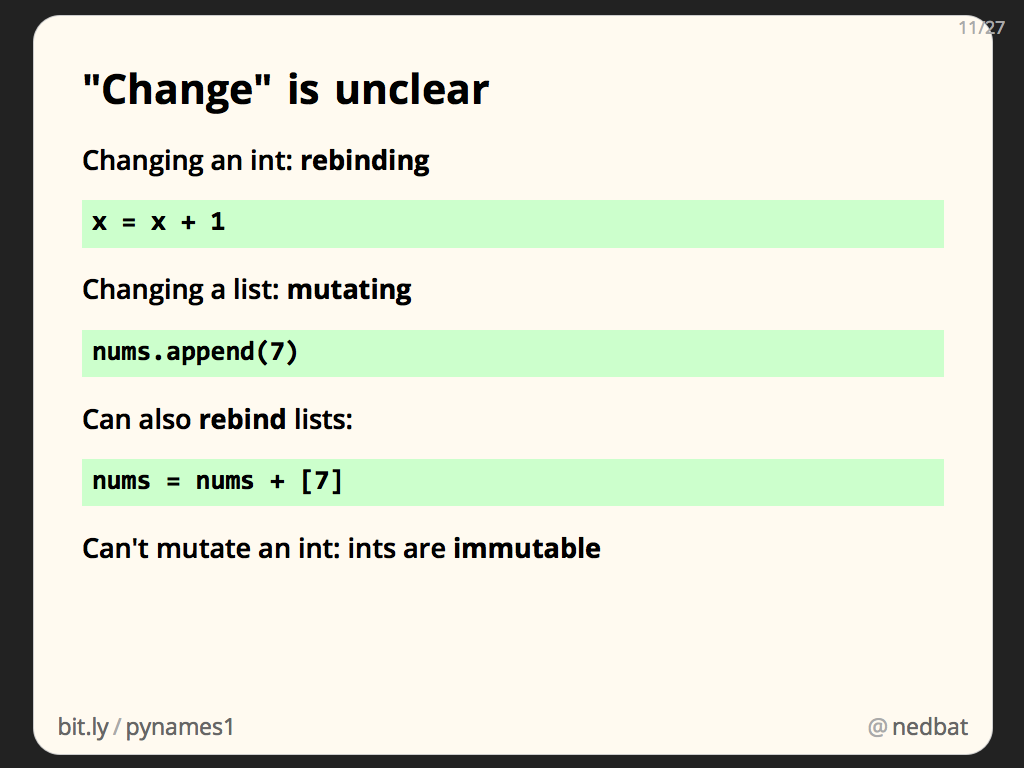 11/27
"Change" is unclear
Changing an int: rebinding
x = x + 1
Changing a list: mutating
nums.append(7)
Can also rebind lists:
nums = nums + [7]
Can't mutate an int: ints are immutable
bit.ly/pynames1
@nedbat